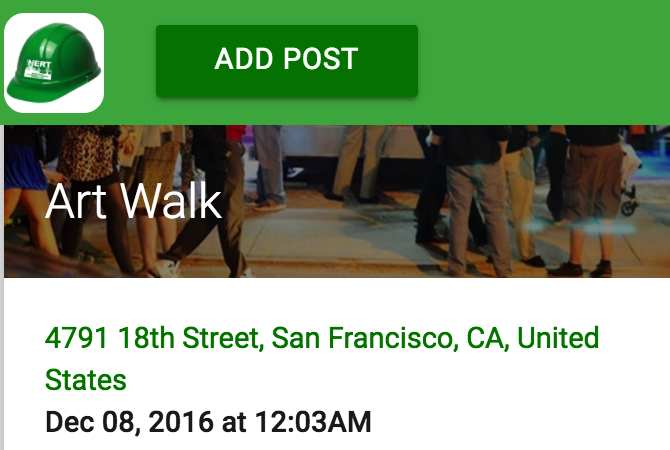 NERT
ADD POST
Art Walk
4791 18th Street, San Francisco, CA, United
States
Dec 08, 2016 at 12:03AM